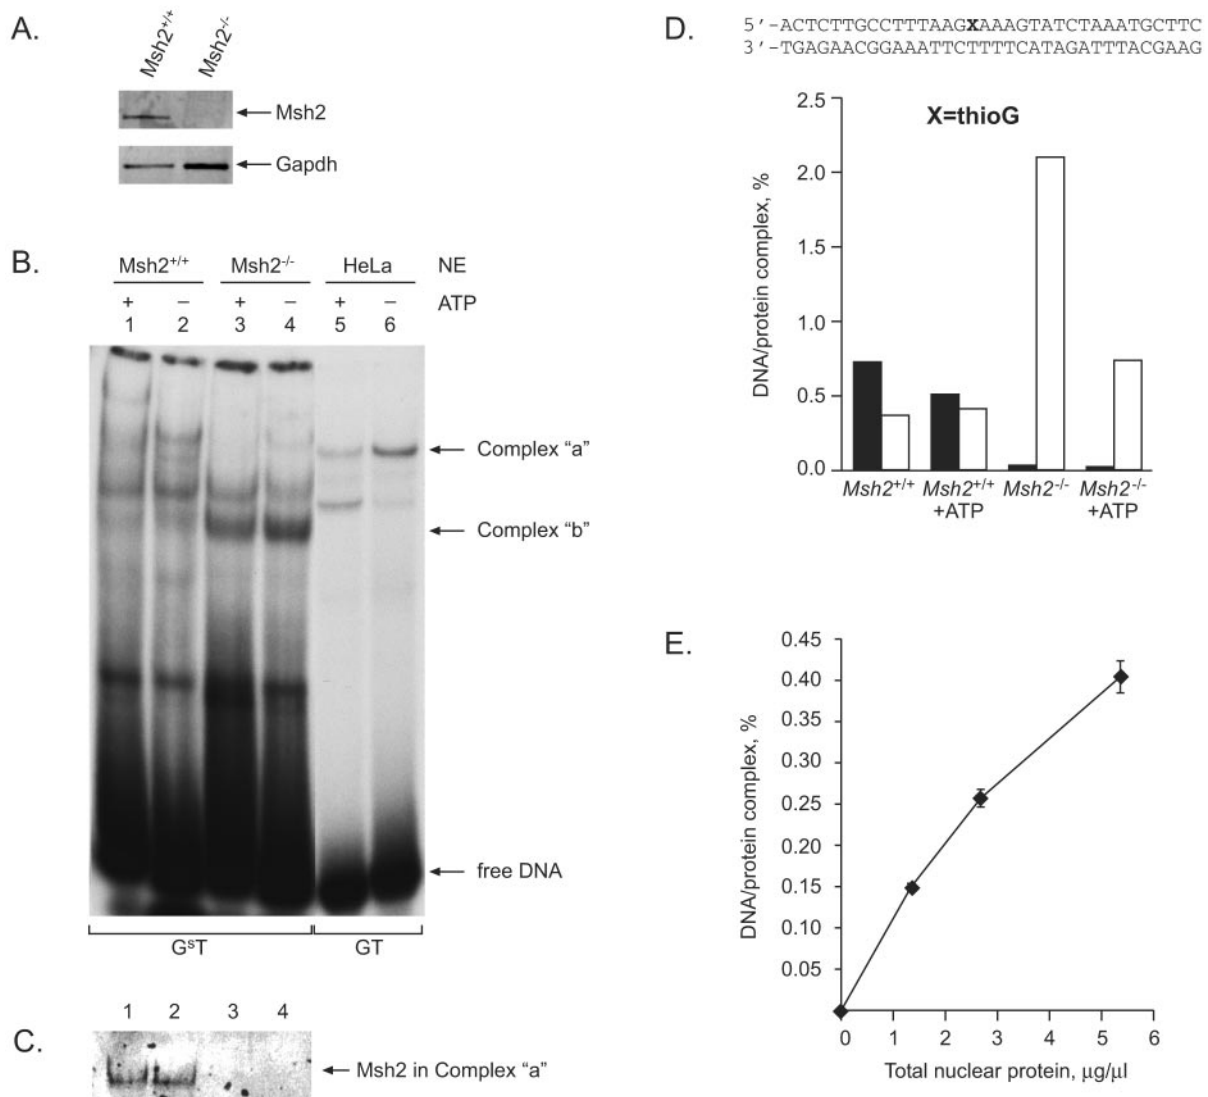 A.
Msh2+/+
Msh2-/-
Msh2
Gapdh
B.
Msh2+/+ Msh2-/- HeLa NE
+ – + – + – ATP
1 2 3 4 5 6
Complex “a”
Complex “b”
free DNA
GsT GT
C.
1 2 3 4
Msh2 in Complex “a”
D.
5′-ACTCTTGCCTTTAAGXAAAGTATCTAAATGCTTC
3′-TGAGAACGGAAATTCTTTTCATAGATTTACGAAG
X=thioG
DNA/protein complex, %
2.5
2.0
1.5
1.0
0.5
0.0
Msh2+/+ Msh2+/+ Msh2-/- Msh2-/-
+ATP +ATP
E.
DNA/protein complex, %
0.45
0.40
0.35
0.30
0.25
0.20
0.15
0.10
0.05
0 1 2 3 4 5 6
Total nuclear protein, µg/µl